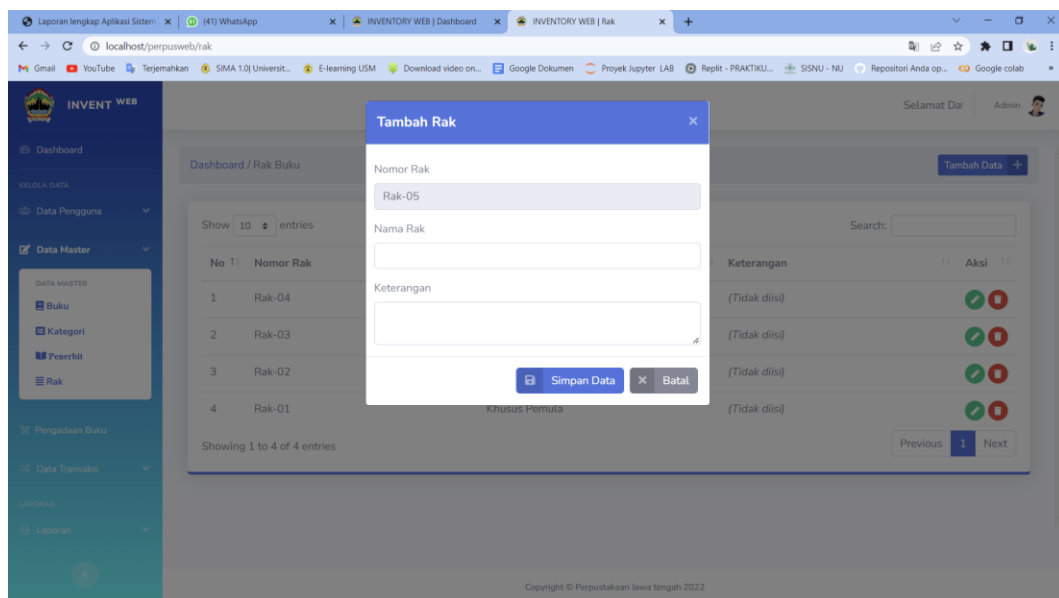 Laporan lengkap Aplikasi Sistem
(41) WhatsApp
INVENTORY WEB | Dashboard
INVENTORY WEB | Rak
localhost/perpusweb/rak
Gmail YouTube Terjemahkan SIMA 1.0| Universit... E-learning USM Download video on... Google Dokumen Proyek Jupyter LAB Replit - PRAKTIKU... SISNU - NU Repositori Anda op... Google colab »
INVENT WEB
Selamat Da
Admin
Dashboard
KELOLA DATA
Data Pengguna
Data Master
DATA MASTER
Buku
Kategori
Penerbit
Rak
Pengadaan Buku
Data Transaksi
LAPORAN
Laporan
Dashboard / Rak Buku
Tambah Data +
Show 10 entries
Search:
No Nomor Rak Keterangan Aksi
1 Rak-04 (Tidak diisi)
2 Rak-03 (Tidak diisi)
3 Rak-02 (Tidak diisi)
4 Rak-01 Khusus Pemula (Tidak diisi)
Showing 1 to 4 of 4 entries
Previous 1 Next
Tambah Rak ×
Nomor Rak
Rak-05
Nama Rak
Keterangan
Simpan Data
Batal
Copyright © Perpustakaan Jawa tengah 2022